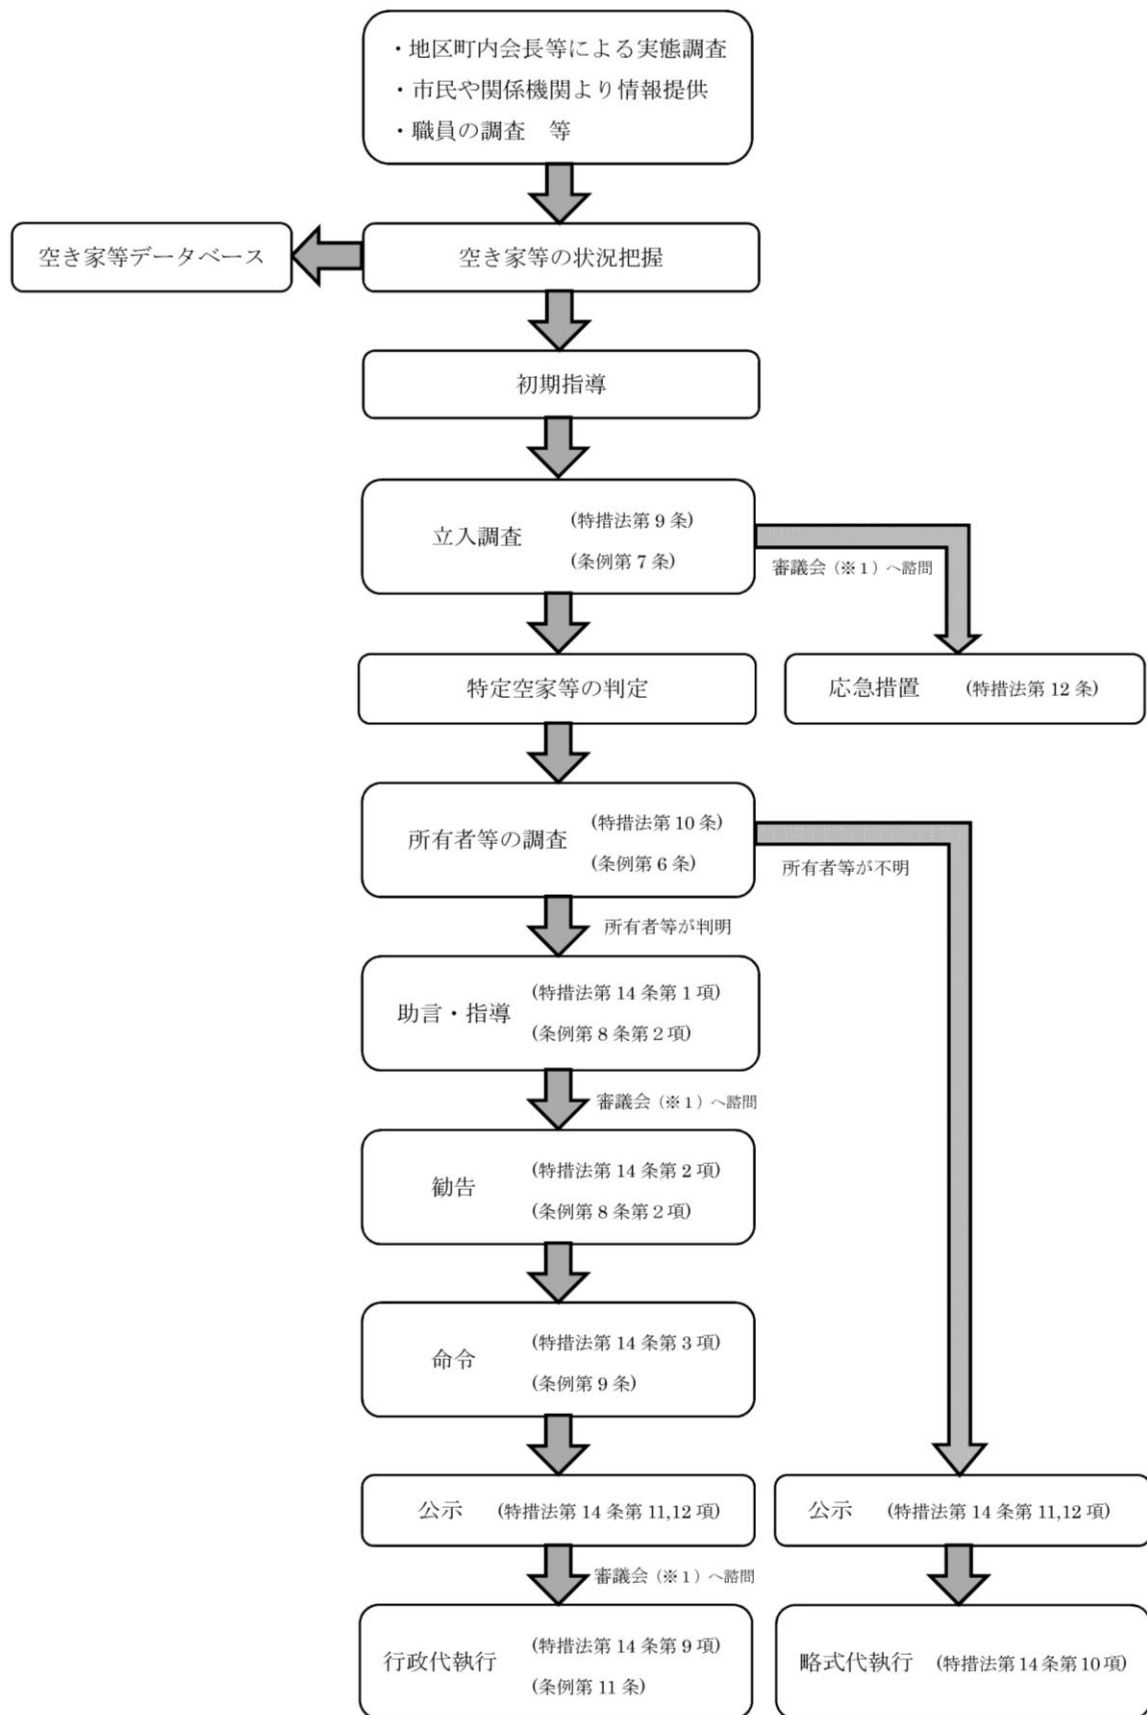 ・地区町内会長等による実態調査
・市民や関係機関より情報提供
・職員の調査　等
空き家等データベース
空き家等の状況把握
初期指導
立入調査
(特措法第 9 条)
(条例第 7 条)
審議会（※１）へ諮問
特定空家等の判定
応急措置　(特措法第 12 条)
所有者等の調査
(特措法第 10 条)
(条例第 6 条)
所有者等が不明
所有者等が判明
助言・指導
(特措法第 14 条第 1 項)
(条例第 8 条第２項)
審議会（※１）へ諮問
勧告
(特措法第 14 条第 2 項)
(条例第 8 条第２項)
命令
(特措法第 14 条第 3 項)
(条例第 9 条)
公示　(特措法第 14 条第 11,12 項)
公示　(特措法第 14 条第 11,12 項)
審議会（※１）へ諮問
行政代執行
(特措法第 14 条第 9 項)
(条例第 11 条)
略式代執行　(特措法第 14 条第 10 項)